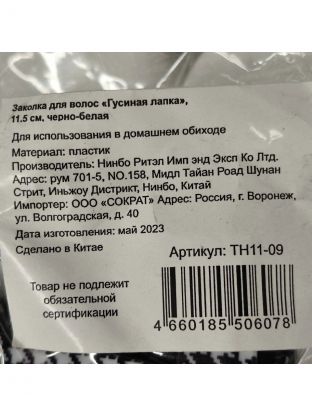 Заколка для волос «Гусиная лапка»,
11.5 см, черно-белая
Для использования в домашнем обиходе
Материал: пластик
Производитель: Нинбо Ритэл Имп энд Эксп Ко Лтд.
Адрес: рум 701-5, NO.158, Мидл Тайан Роад Шунан
Стрит, Иньжоу Дистрикт, Нинбо, Китай
Импортер: ООО «СОКРАТ» Адрес: Россия, г. Воронеж,
ул. Волгоградская, д. 40
Дата изготовления: май 2023
Сделано в Китае
Артикул: TH11-09
Товар не подлежит
обязательной
сертификации
4 660185 506078